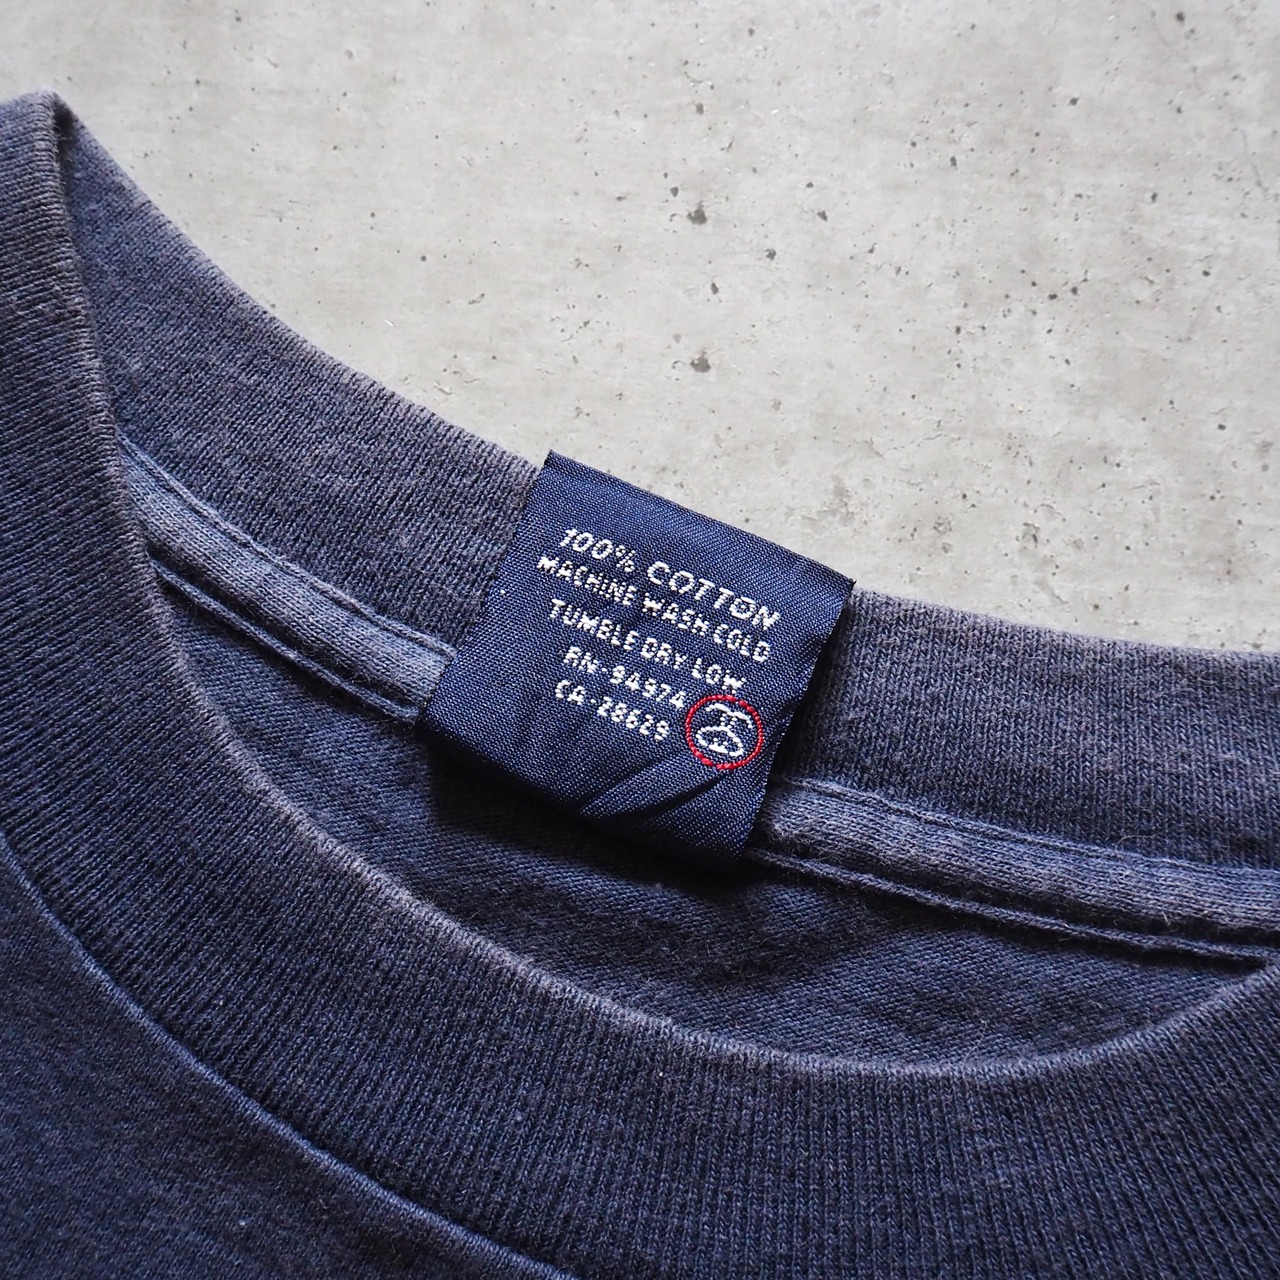 100% COTTON
MACHINE WASH COLD
TUMBLE DRY LOW
RN-94974
CA-28629